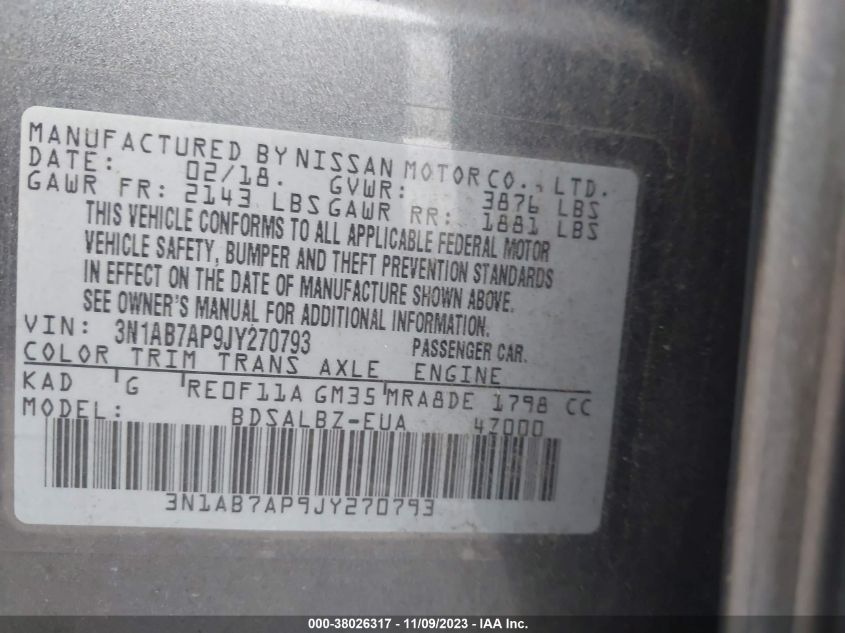 MANUFACTURED BY NISSAN MOTOR CO., LTD.
DATE: 02/18. GVWR: 3876 LBS
GAWR FR: 2143 LBS GAWR RR: 1881 LBS
THIS VEHICLE CONFORMS TO ALL APPLICABLE FEDERAL MOTOR
VEHICLE SAFETY, BUMPER AND THEFT PREVENTION STANDARDS
IN EFFECT ON THE DATE OF MANUFACTURE SHOWN ABOVE.
SEE OWNER'S MANUAL FOR ADDITIONAL INFORMATION.
VIN: 3N1AB7AP9JY270793 PASSENGER CAR.
COLOR TRIM TRANS AXLE ENGINE
KAD G RE0F11A GM35 MRA8DE 1798 CC
MODEL: BDSALBZ-EUA 47000
3N1AB7AP9JY270793
000-38026317 - 11/09/2023 - IAA Inc.